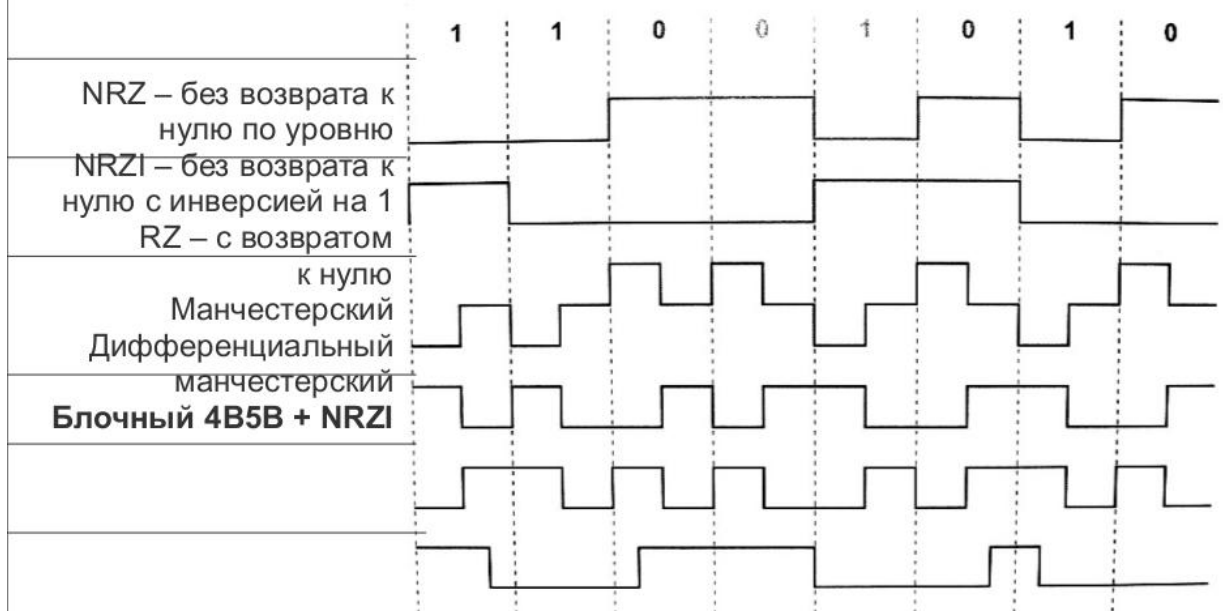 1 1 0 0 1 0 1 0
NRZ – без возврата к
нулю по уровню
NRZI – без возврата к
нулю с инверсией на 1
RZ – с возвратом
к нулю
Манчестерский
Дифференциальный
манчестерский
Блочный 4B5B + NRZI